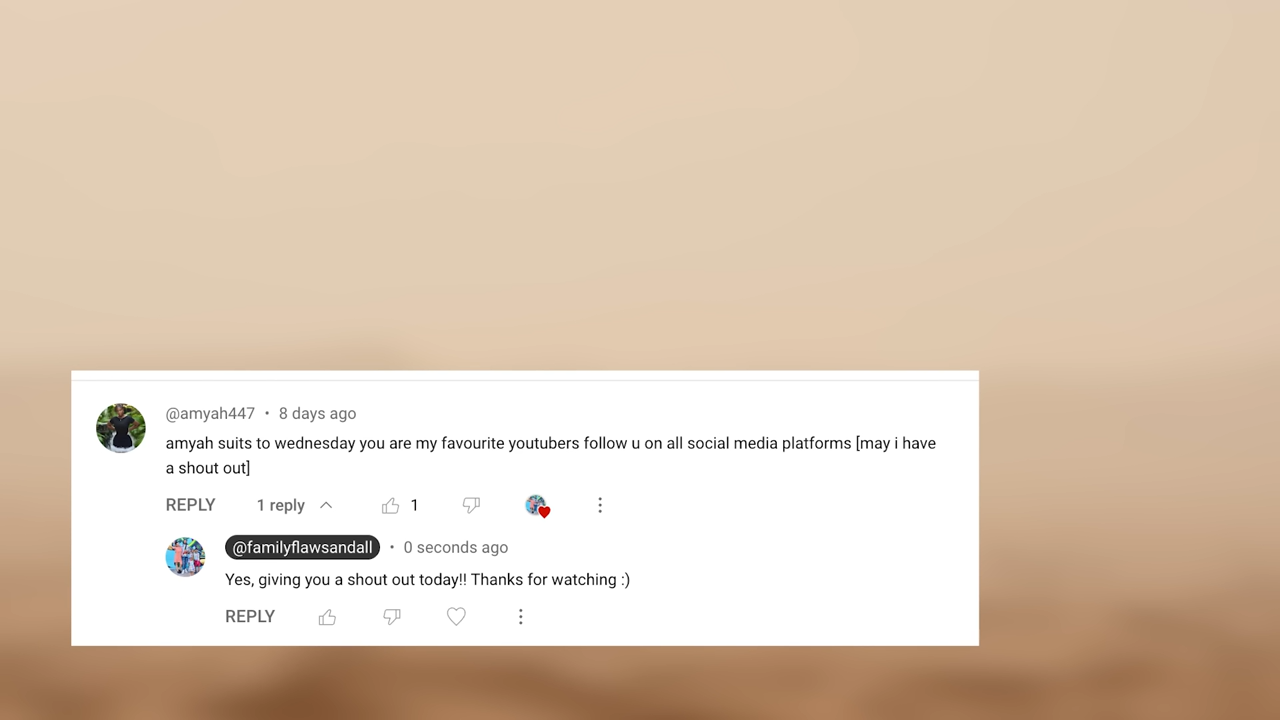 @amyah447 • 8 days ago
amyah suits to wednesday you are my favourite youtubers follow u on all social media platforms [may i have
a shout out]
REPLY 1 reply 1
@familyflawsandall • 0 seconds ago
Yes, giving you a shout out today!! Thanks for watching :)
REPLY